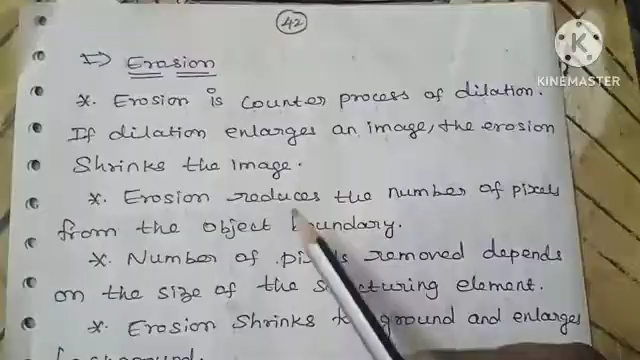 42
KINEMASTER
I) Erosion
*. Erosion is counter process of dilation.
If dilation enlarges an image, the erosion
Shrinks the image.
*. Erosion reduces the number of pixels
from the object boundary.
*. Number of pixels removed depends
on the size of the structuring element.
*. Erosion Shrinks ground and enlarges